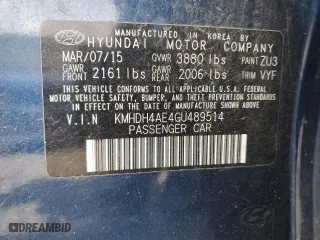 MANUFACTURED IN KOREA BY
HYUNDAI MOTOR COMPANY
MAR/07/15 GVWR 3880 lbs PAINT ZU3
GAWR FRONT 2161 lbs GAWR REAR 2006 lbs TRIM VYF
THIS VEHICLE CONFORMS TO ALL
APPLICABLE U.S.A. FEDERAL
MOTOR VEHICLE SAFETY, BUMPER,
AND THEFT PREVENTION STANDARDS
IN EFFECT ON THE DATE OF
MANUFACTURE SHOWN ABOVE.
V.I.N KMHDH4AE4GU489514
PASSENGER CAR
© AUTOBIDMASTER
DREAMBID